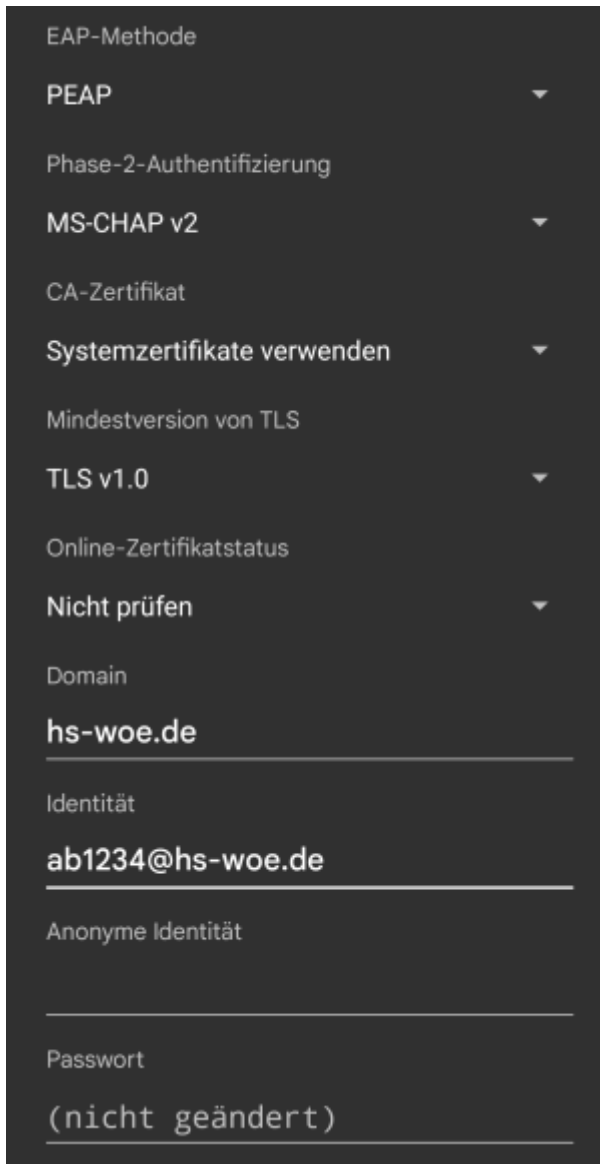 EAP-Methode
PEAP
Phase-2-Authentifizierung
MS-CHAP v2
CA-Zertifikat
Systemzertifikate verwenden
Mindestversion von TLS
TLS v1.0
Online-Zertifikatstatus
Nicht prüfen
Domain
hs-woe.de
Identität
ab1234@hs-woe.de
Anonyme Identität
Passwort
(nicht geändert)